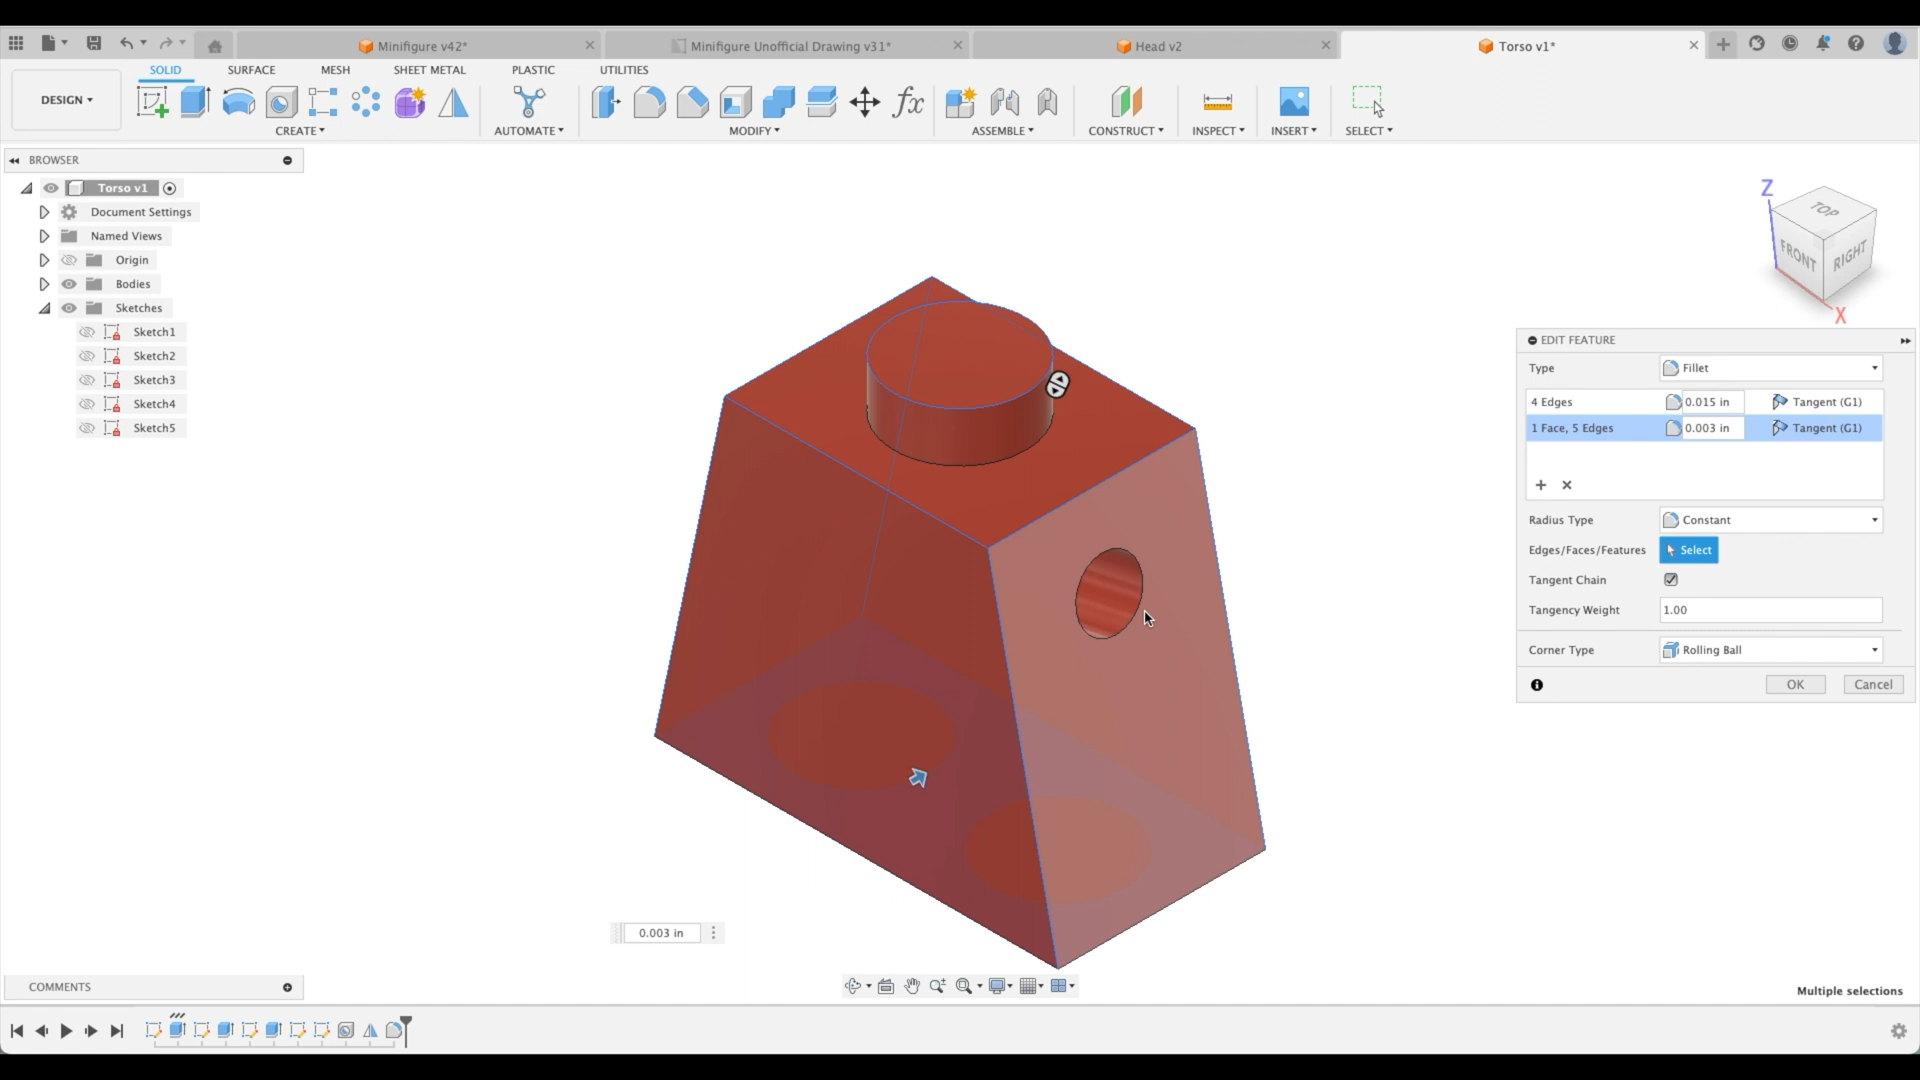 Minifigure v42*
Minifigure Unofficial Drawing v31*
Head v2
Torso v1*
DESIGN
SOLID
SURFACE
MESH
SHEET METAL
PLASTIC
UTILITIES
CREATE
AUTOMATE
MODIFY
ASSEMBLE
CONSTRUCT
INSPECT
INSERT
SELECT
BROWSER
Torso v1
Document Settings
Named Views
Origin
Bodies
Sketches
Sketch1
Sketch2
Sketch3
Sketch4
Sketch5
Z
TOP
FRONT
RIGHT
X
EDIT FEATURE
Type
Fillet
4 Edges
0.015 in
Tangent (G1)
1 Face, 5 Edges
0.003 in
Tangent (G1)
Radius Type
Constant
Edges/Faces/Features
Select
Tangent Chain
Tangency Weight
1.00
Corner Type
Rolling Ball
OK
Cancel
0.003 in
COMMENTS
Multiple selections